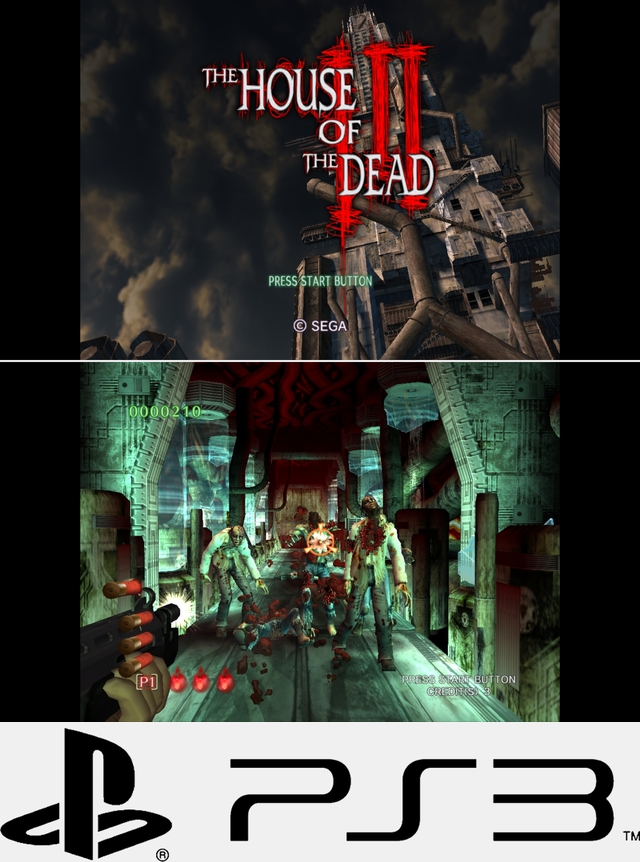 THE HOUSE III
OF
THE DEAD
PRESS START BUTTON
© SEGA
0000210
P1
PRESS START BUTTON
CREDIT(S) 3
®
PS3
TM